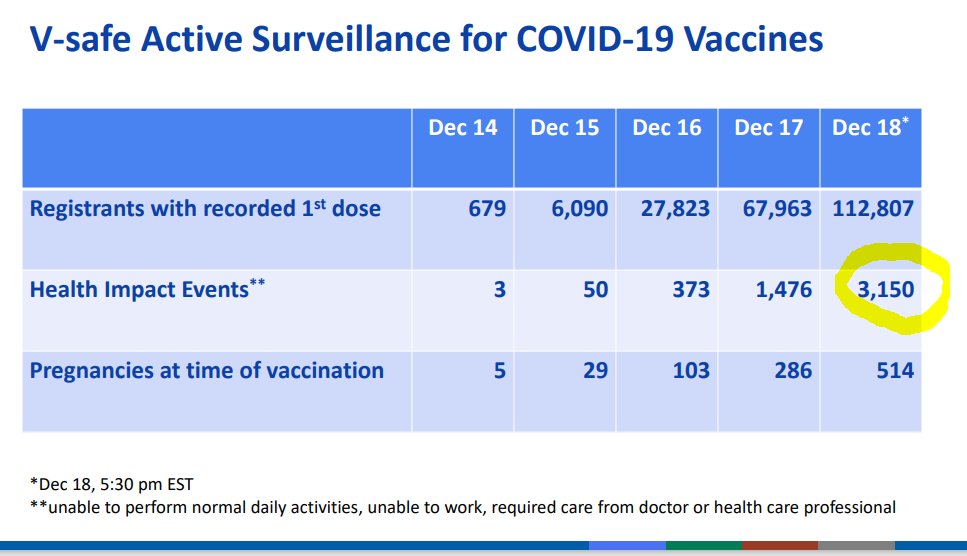 V-safe Active Surveillance for COVID-19 Vaccines
Dec 14 Dec 15 Dec 16 Dec 17 Dec 18*
Registrants with recorded 1st dose 679 6,090 27,823 67,963 112,807
Health Impact Events** 3 50 373 1,476 3,150
Pregnancies at time of vaccination 5 29 103 286 514
*Dec 18, 5:30 pm EST
**unable to perform normal daily activities, unable to work, required care from doctor or health care professional